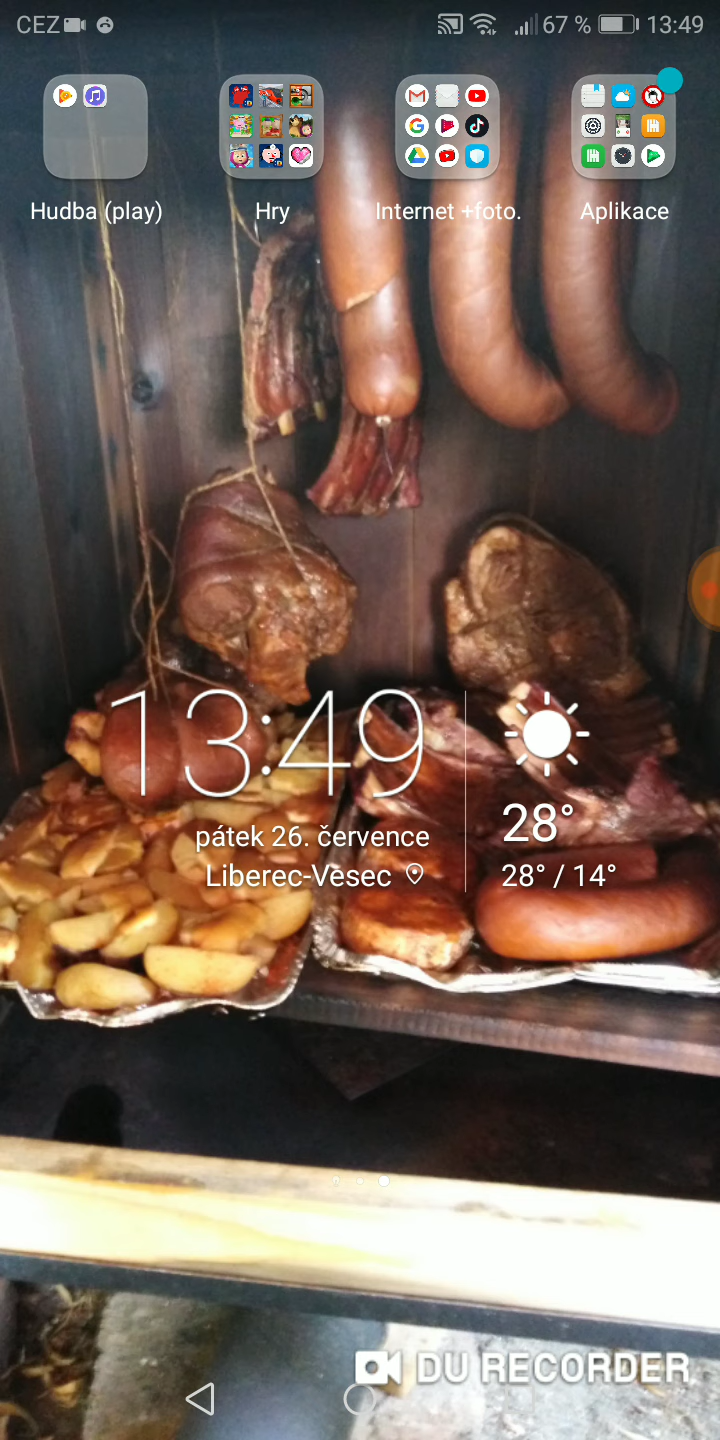 CEZ 67 % 13:49
Hudba (play) Hry Internet +foto. Aplikace
13:49
28°
pátek 26. července
Liberec-Vesec 28° / 14°
DU RECORDER